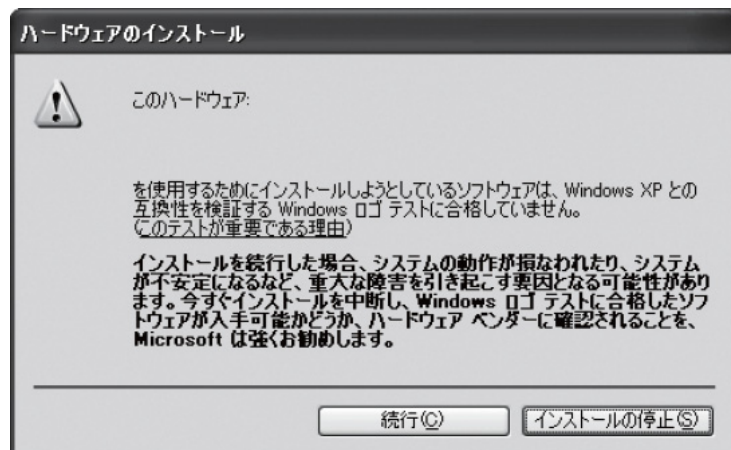 ハードウェアのインストール
このハードウェア:
を使用するためにインストールしようとしているソフトウェアは、Windows XP との
互換性を検証する Windows ロゴ テストに合格していません。
(このテストが重要である理由)
インストールを続行した場合、システムの動作が損なわれたり、システム
が不安定になるなど、重大な障害を引き起こす要因となる可能性があり
ます。今すぐインストールを中断し、Windows ロゴ テストに合格したソフ
トウェアが入手可能かどうか、ハードウェア ベンダーに確認されることを、
Microsoft は強くお勧めします。
続行(C) インストールの停止(S)